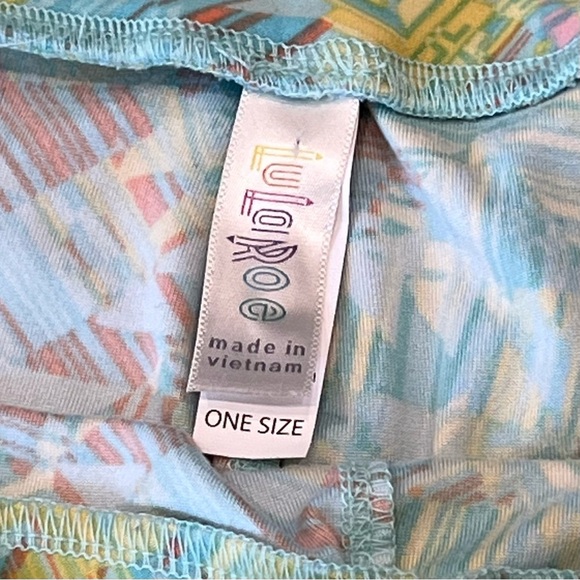 LuLaRoe
made in
vietnam
ONE SIZE